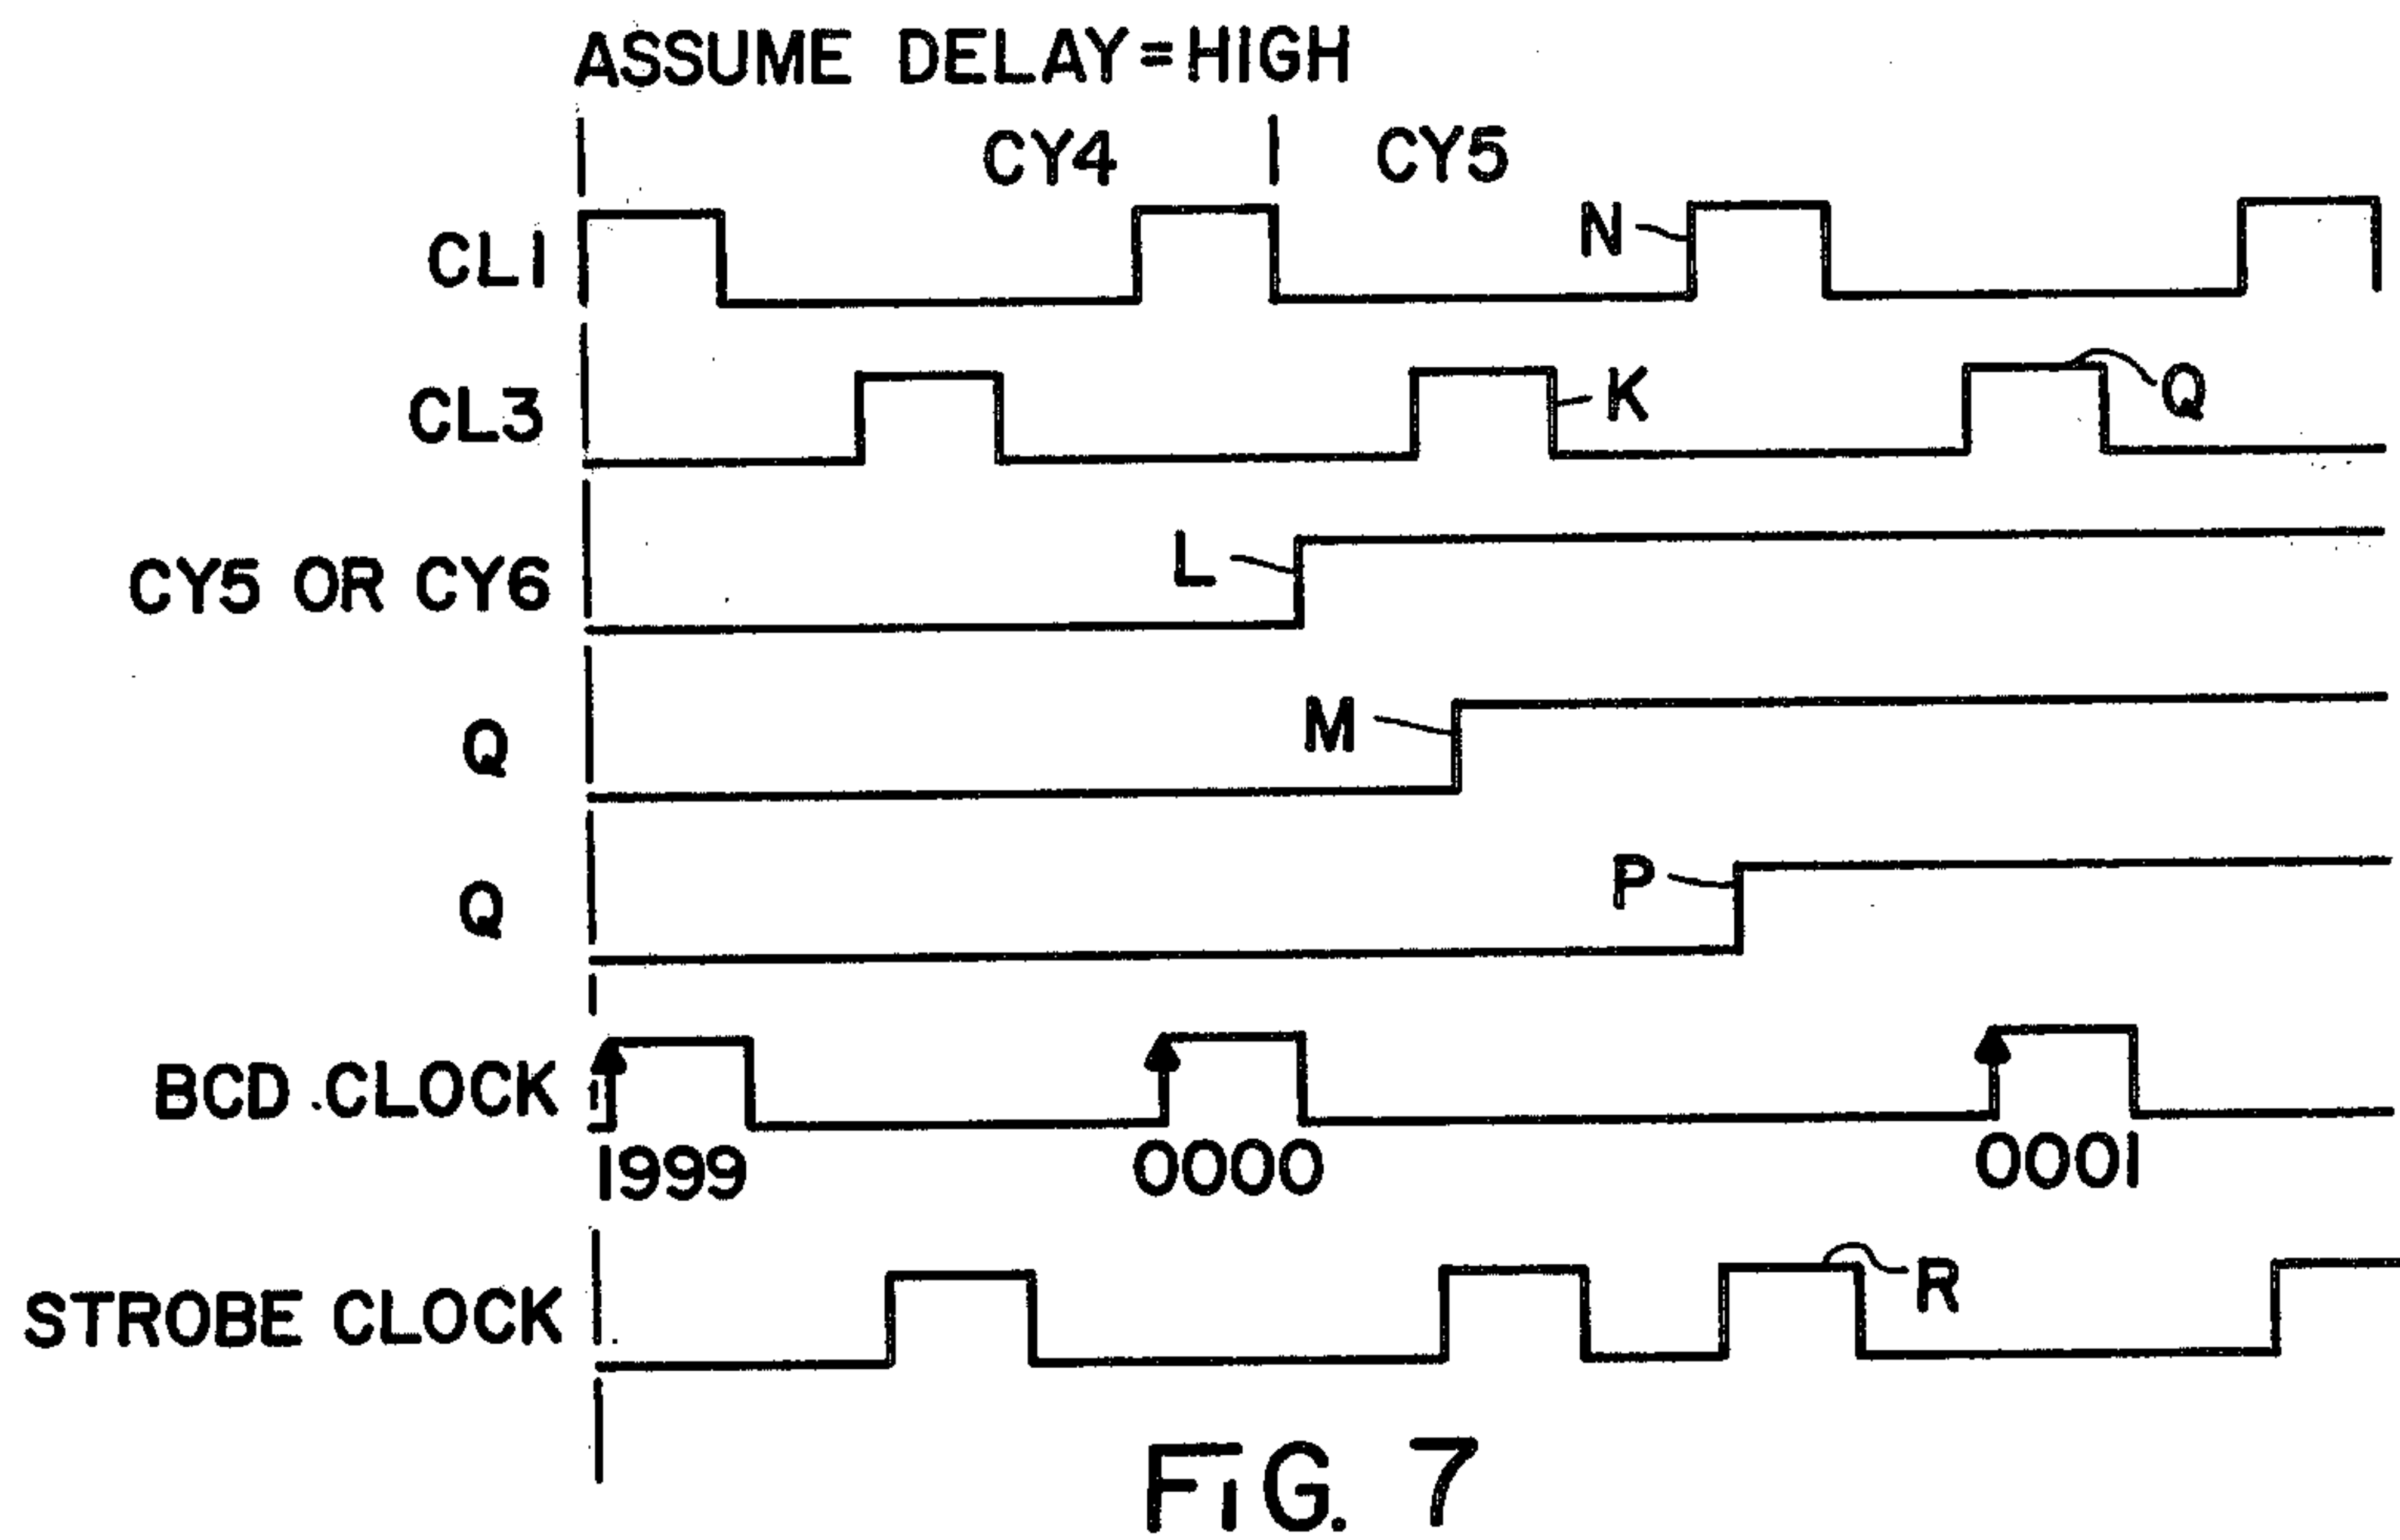 ASSUME DELAY=HIGH
CY4 CY5
CL1 N
CL3 K Q
CY5 OR CY6 L
Q M
Q P
BCD CLOCK
1999 0000 0001
STROBE CLOCK R
FIG. 7